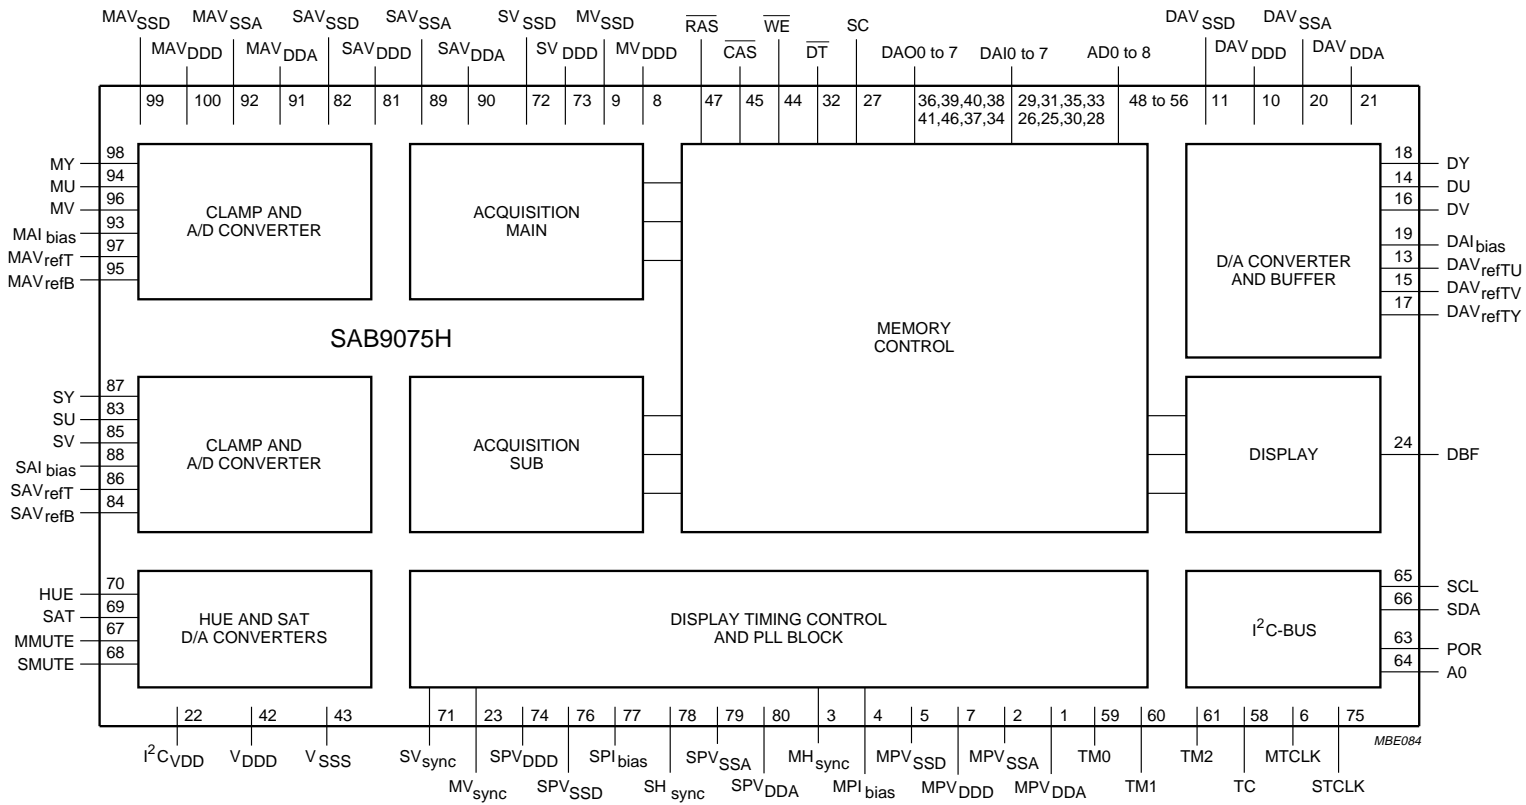 MAVSSD MAVSSA SAVSSD SAVSSA SVSSD MVSSD RAS WE SC DAVSSD DAVSSA
MAVDDD MAVDDA SAVDDD SAVDDA SVDDD MVDDD CAS DT DAO0 to 7 DAI0 to 7 AD0 to 8 DAVDDD DAVDDA
99 100 92 91 82 81 89 90 72 73 9 8 47 45 44 32 27 36,39,40,38 29,31,35,33 48 to 56 11 10 20 21
41,46,37,34 26,25,30,28
MY 98
MU 94
MV 96
MAI bias 93
MAVrefT 97
MAVrefB 95
CLAMP AND
A/D CONVERTER
ACQUISITION
MAIN
MEMORY
CONTROL
D/A CONVERTER
AND BUFFER
18 DY
14 DU
16 DV
19 DAIbias
13 DAVrefTU
15 DAVrefTV
17 DAVrefTY
SAB9075H
SY 87
SU 83
SV 85
SAI bias 88
SAVrefT 86
SAVrefB 84
CLAMP AND
A/D CONVERTER
ACQUISITION
SUB
DISPLAY
24 DBF
HUE 70
SAT 69
MMUTE 67
SMUTE 68
HUE AND SAT
D/A CONVERTERS
DISPLAY TIMING CONTROL
AND PLL BLOCK
I2C-BUS
65 SCL
66 SDA
63 POR
64 A0
22 42 43 71 23 74 76 77 78 79 80 3 4 5 7 2 1 59 60 61 58 6 75
MBE084
I2CVDD VDDD VSSS SVsync SPVDDD SPIbias SPVSSA MHsync MPVSSD MPVSSA TM0 TM2 MTCLK
MVsync SPVSSD SH sync SPVDDA MPI bias MPVDDD MPVDDA TM1 TC STCLK